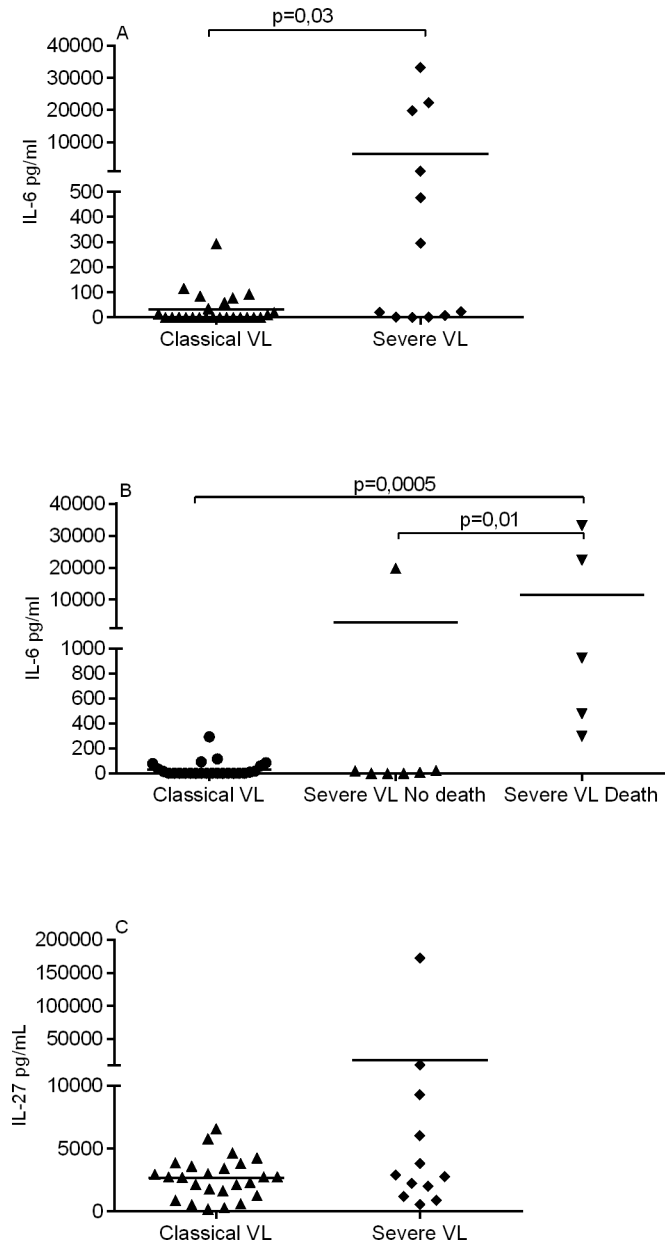 p=0,03
A
40000
30000
20000
10000
500
400
300
200
100
0
IL-6 pg/ml
Classical VL Severe VL
B
p=0,0005
p=0,01
40000
30000
20000
10000
1000
800
600
400
200
0
IL-6 pg/ml
Classical VL Severe VL No death Severe VL Death
C
200000
150000
100000
50000
10000
5000
0
IL-27 pg/mL
Classical VL Severe VL